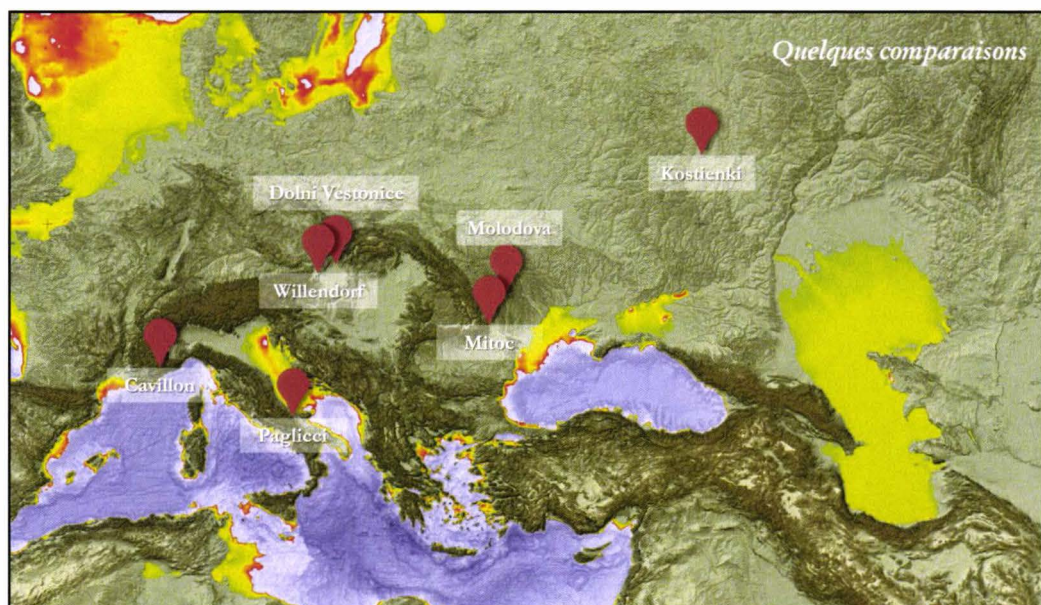 Quelques comparaisons
Kostienki
Dolni Vestonice
Molodova
Willendorf
Mitoc
Cavillon
Paglicci